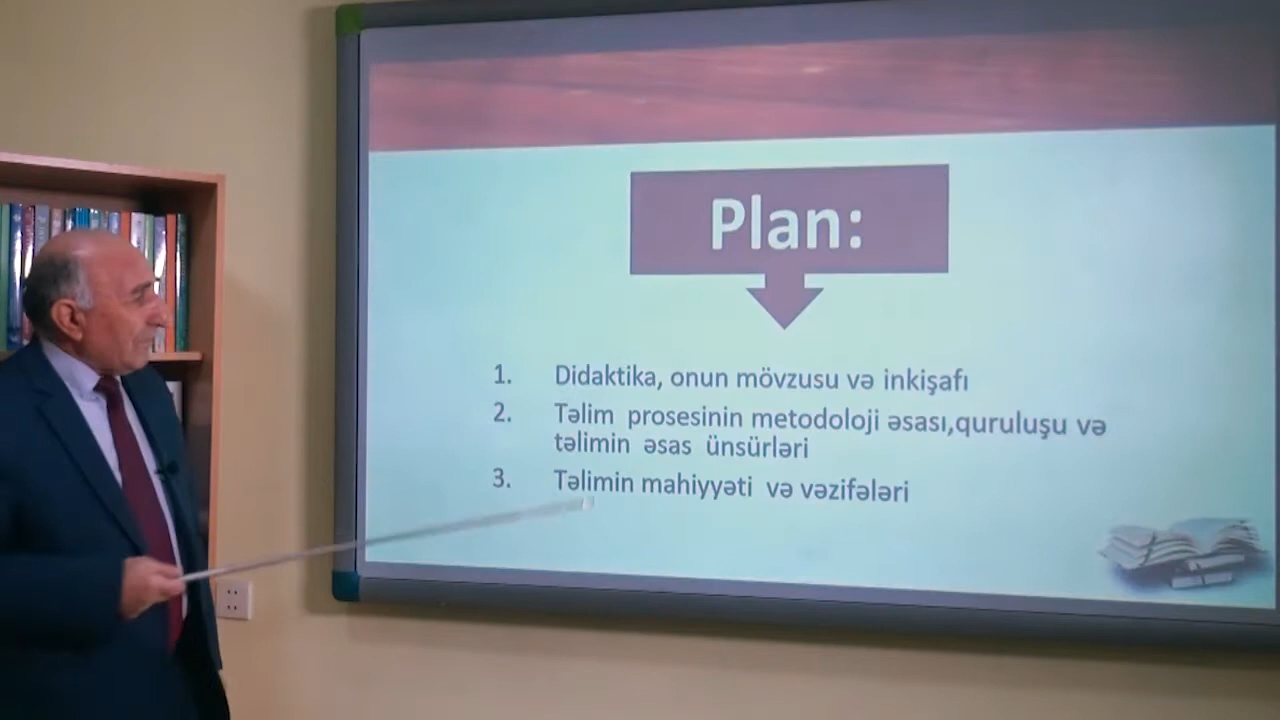 Plan:
1. Didaktika, onun mövzusu və inkişafı
2. Təlim prosesinin metodoloji əsası,quruluşu və
təlimin əsas ünsürləri
3. Təlimin mahiyyəti və vəzifələri